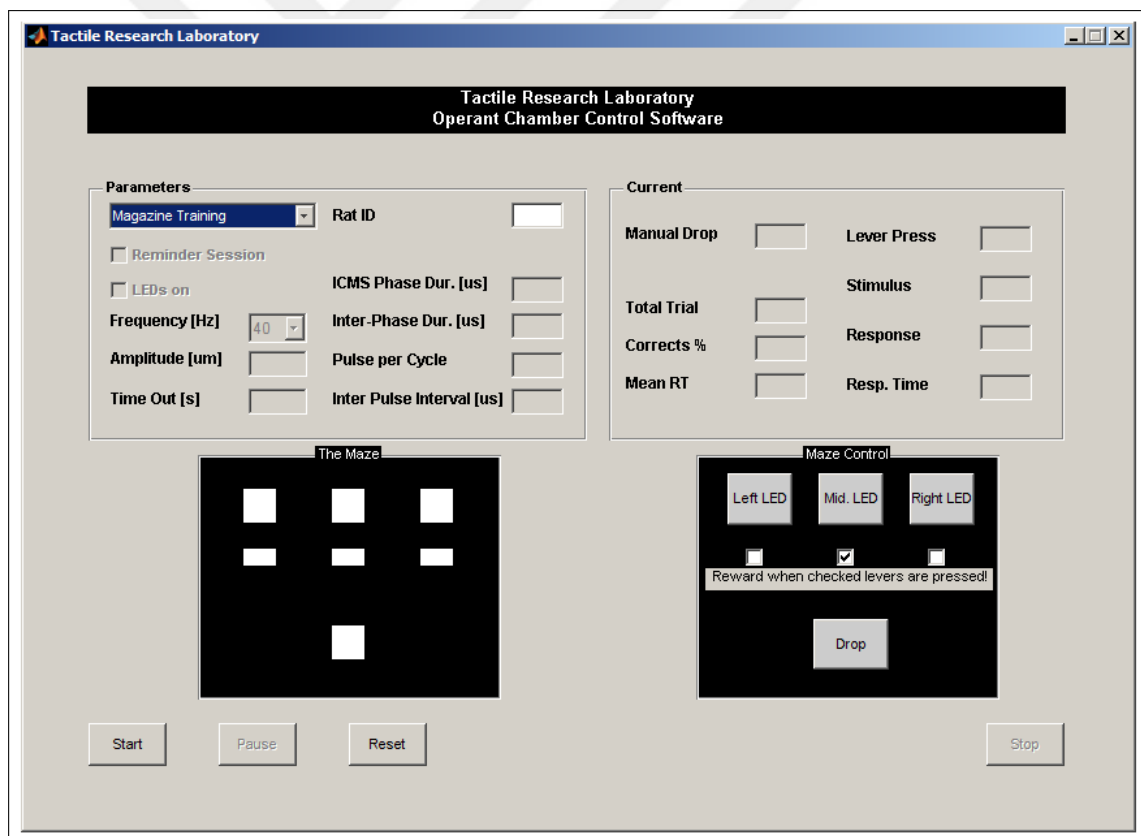 Tactile Research Laboratory
Tactile Research Laboratory
Operant Chamber Control Software
Parameters
Magazine Training
Rat ID
Reminder Session
LEDs on
ICMS Phase Dur. [us]
Frequency [Hz]
40
Inter-Phase Dur. [us]
Amplitude [um]
Pulse per Cycle
Time Out [s]
Inter Pulse Interval [us]
Current
Manual Drop
Lever Press
Stimulus
Total Trial
Response
Corrects %
Mean RT
Resp. Time
The Maze
Maze Control
Left LED
Mid. LED
Right LED
Reward when checked levers are pressed!
Drop
Start
Pause
Reset
Stop